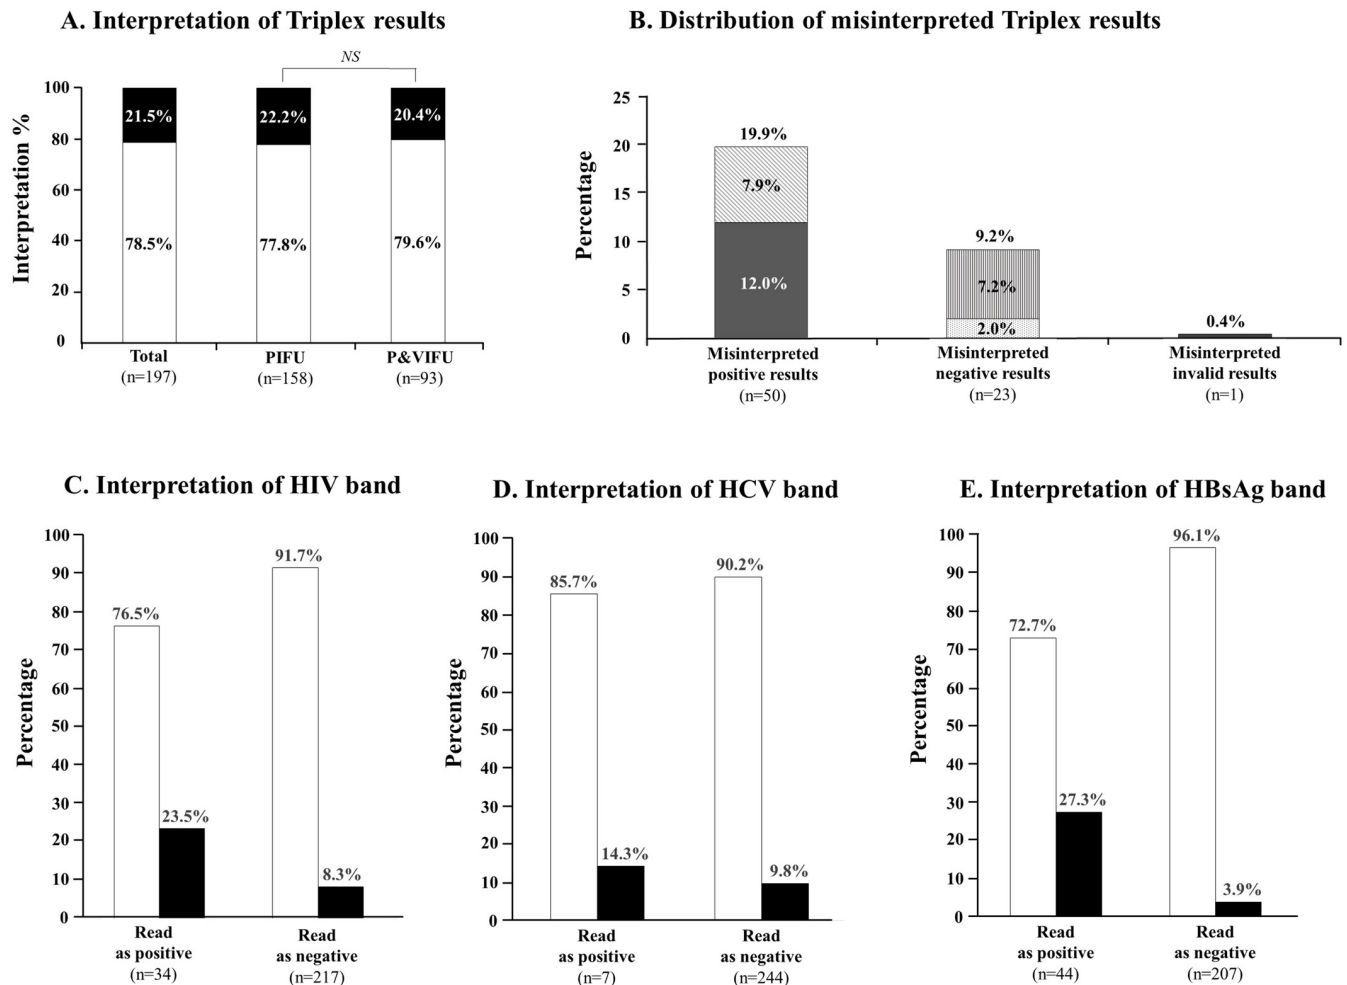 A. Interpretation of Triplex results
NS
Interpretation %
100
80
60
40
20
0
21.5%
22.2%
20.4%
78.5%
77.8%
79.6%
Total
(n=197)
PIFU
(n=158)
P&VIFU
(n=93)
B. Distribution of misinterpreted Triplex results
Percentage
25
20
15
10
5
0
19.9%
7.9%
12.0%
9.2%
7.2%
2.0%
0.4%
Misinterpreted
positive results
(n=50)
Misinterpreted
negative results
(n=23)
Misinterpreted
invalid results
(n=1)
C. Interpretation of HIV band
Percentage
100
90
80
70
60
50
40
30
20
10
0
76.5%
23.5%
91.7%
8.3%
Read
as positive
(n=34)
Read
as negative
(n=217)
D. Interpretation of HCV band
Percentage
100
90
80
70
60
50
40
30
20
10
0
85.7%
14.3%
90.2%
9.8%
Read
as positive
(n=7)
Read
as negative
(n=244)
E. Interpretation of HBsAg band
Percentage
100
90
80
70
60
50
40
30
20
10
0
72.7%
27.3%
96.1%
3.9%
Read
as positive
(n=44)
Read
as negative
(n=207)